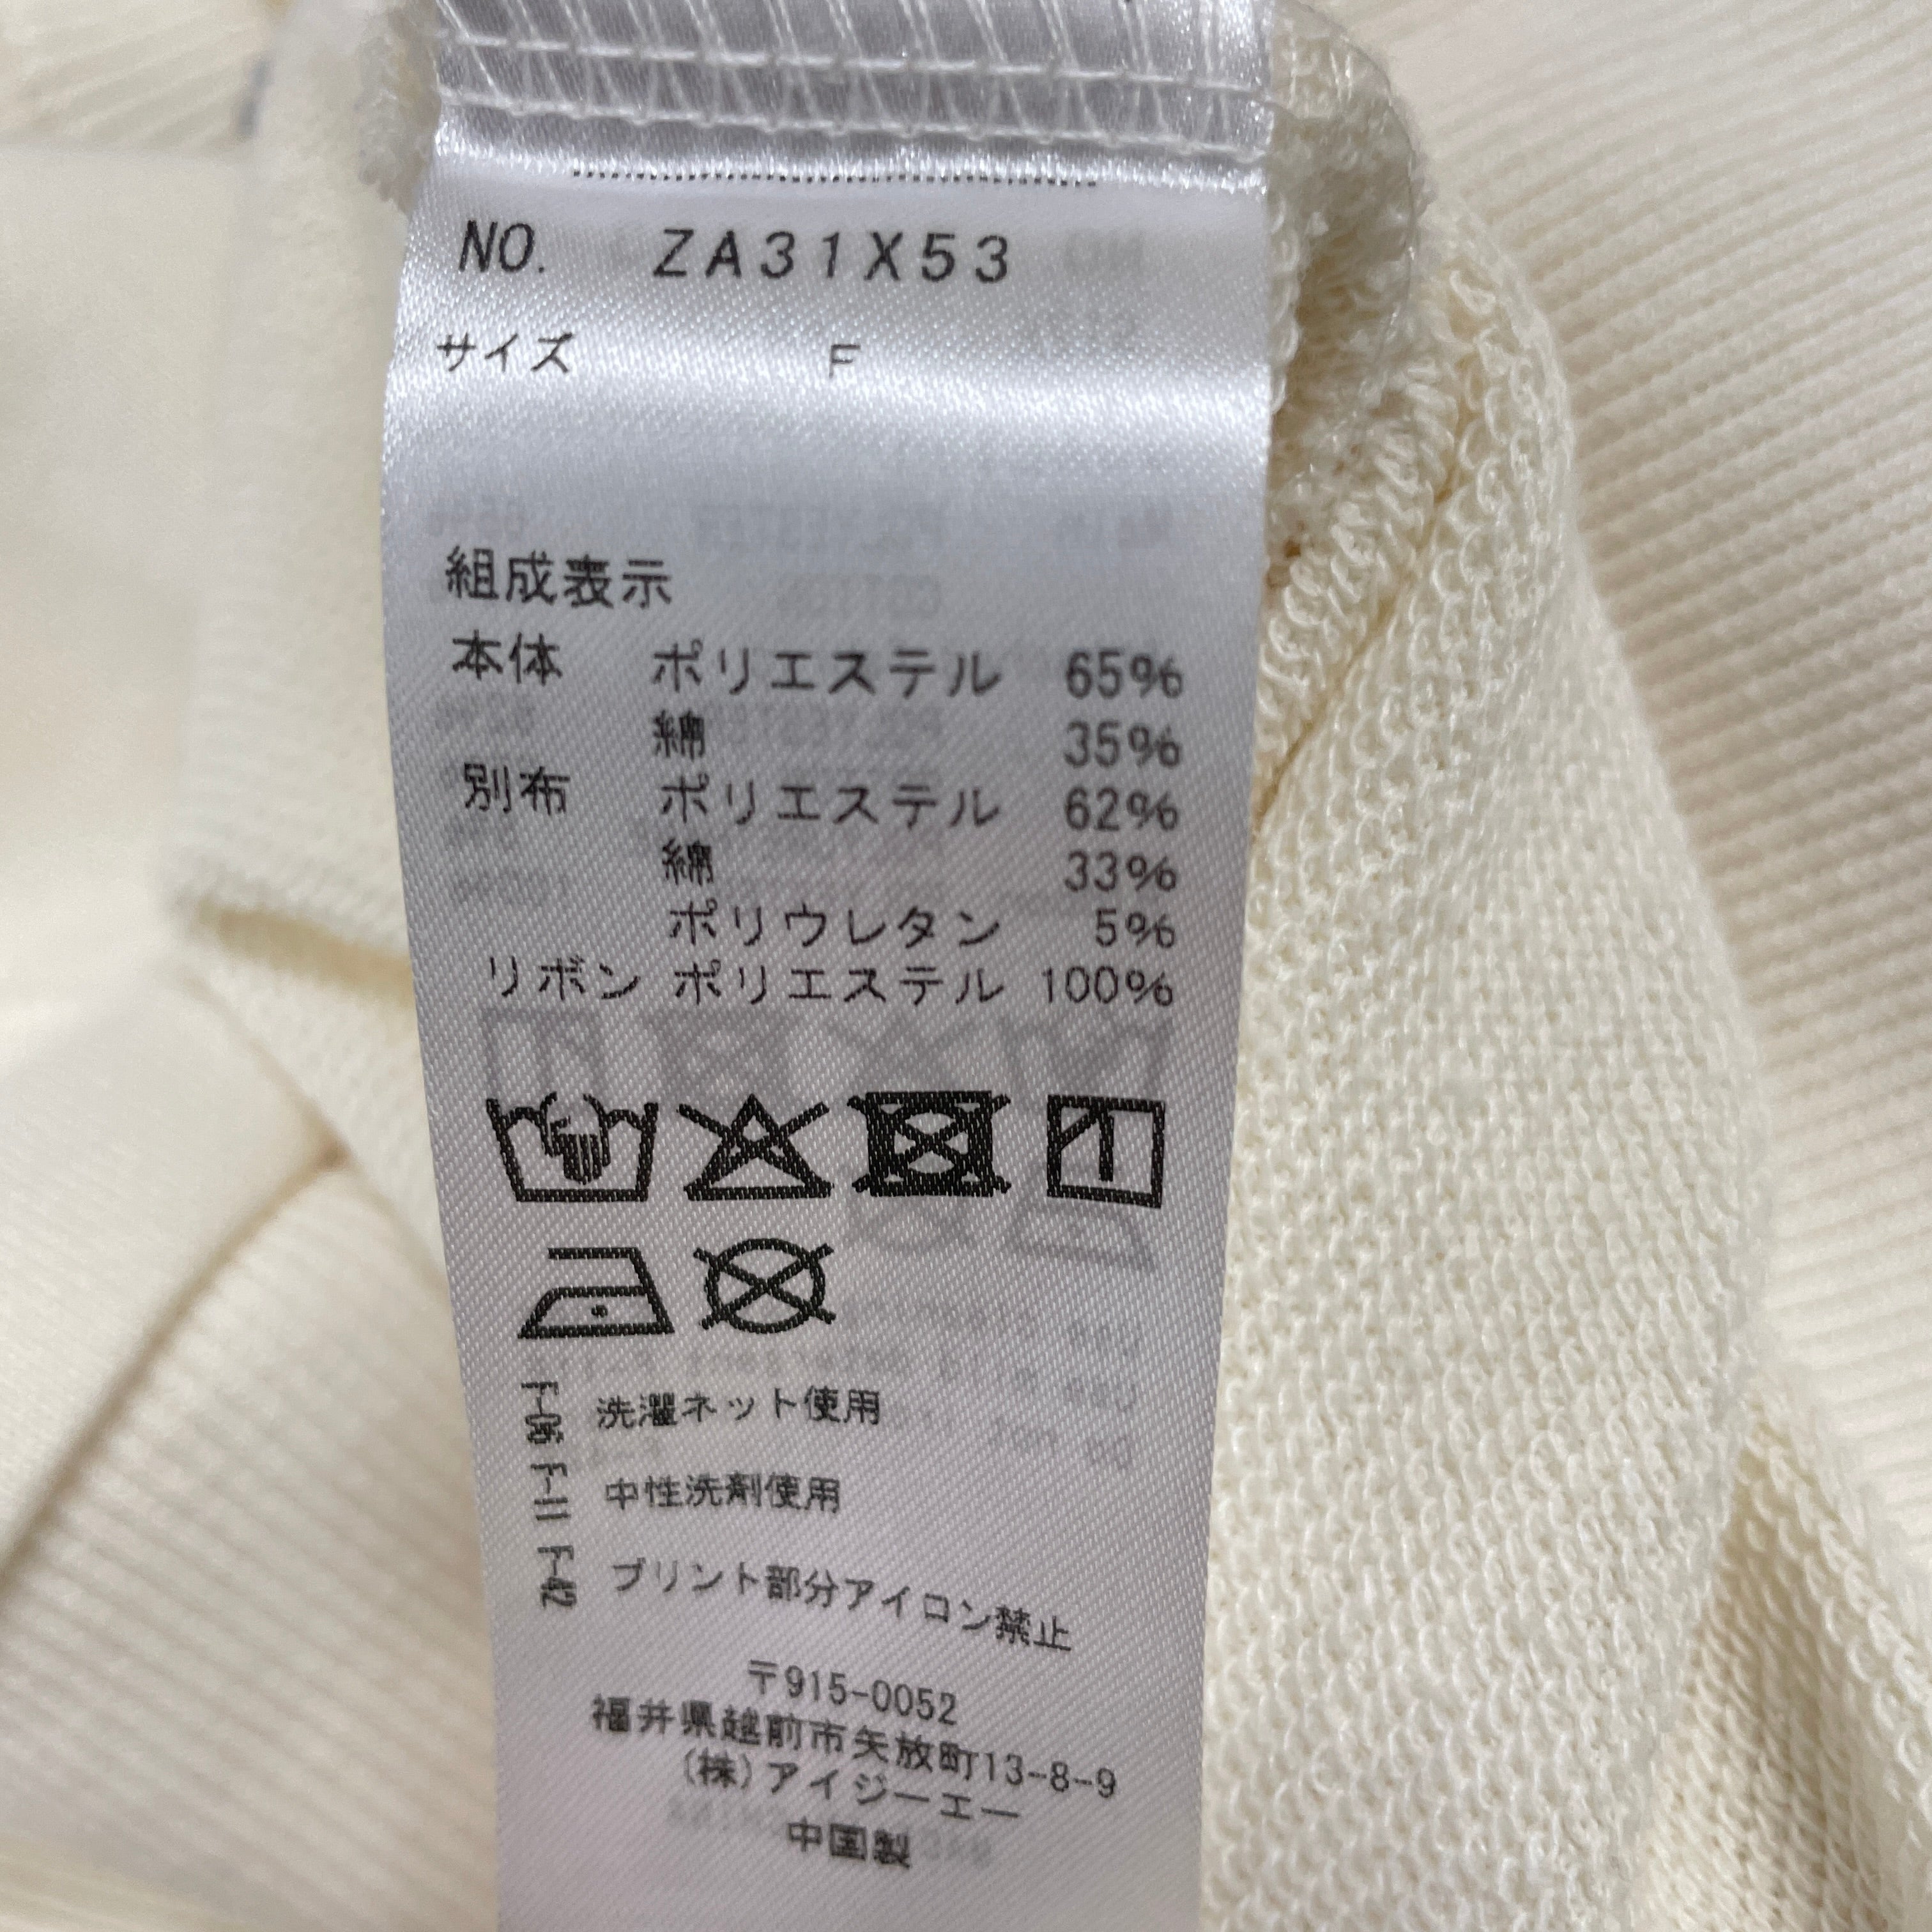 NO. ZA31X53
サイズ F
組成表示
本体 ポリエステル 65%
綿 35%
別布 ポリエステル 62%
綿 33%
ポリウレタン 5%
リボン ポリエステル 100%
F-06 洗濯ネット使用
F-11 中性洗剤使用
F-42 プリント部分アイロン禁止
〒915-0052
福井県越前市矢放町13-8-9
(株)アイジーエー
中国製